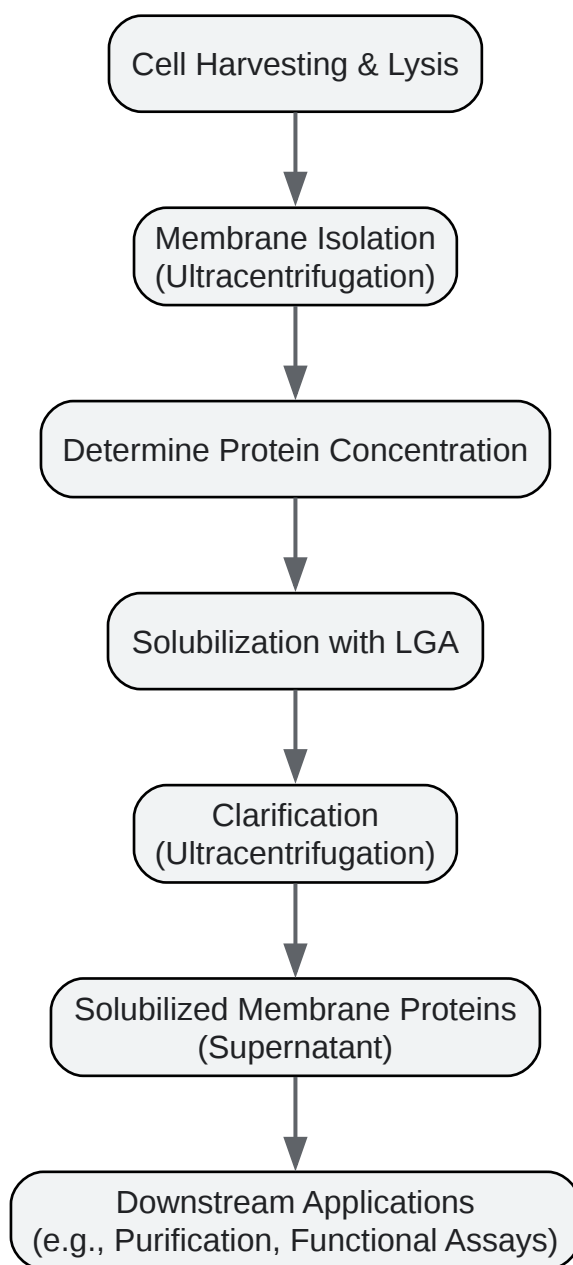 Cell Harvesting & Lysis
Membrane Isolation
(Ultracentrifugation)
Determine Protein Concentration
Solubilization with LGA
Clarification
(Ultracentrifugation)
Solubilized Membrane Proteins
(Supernatant)
Downstream Applications
(e.g., Purification, Functional Assays)